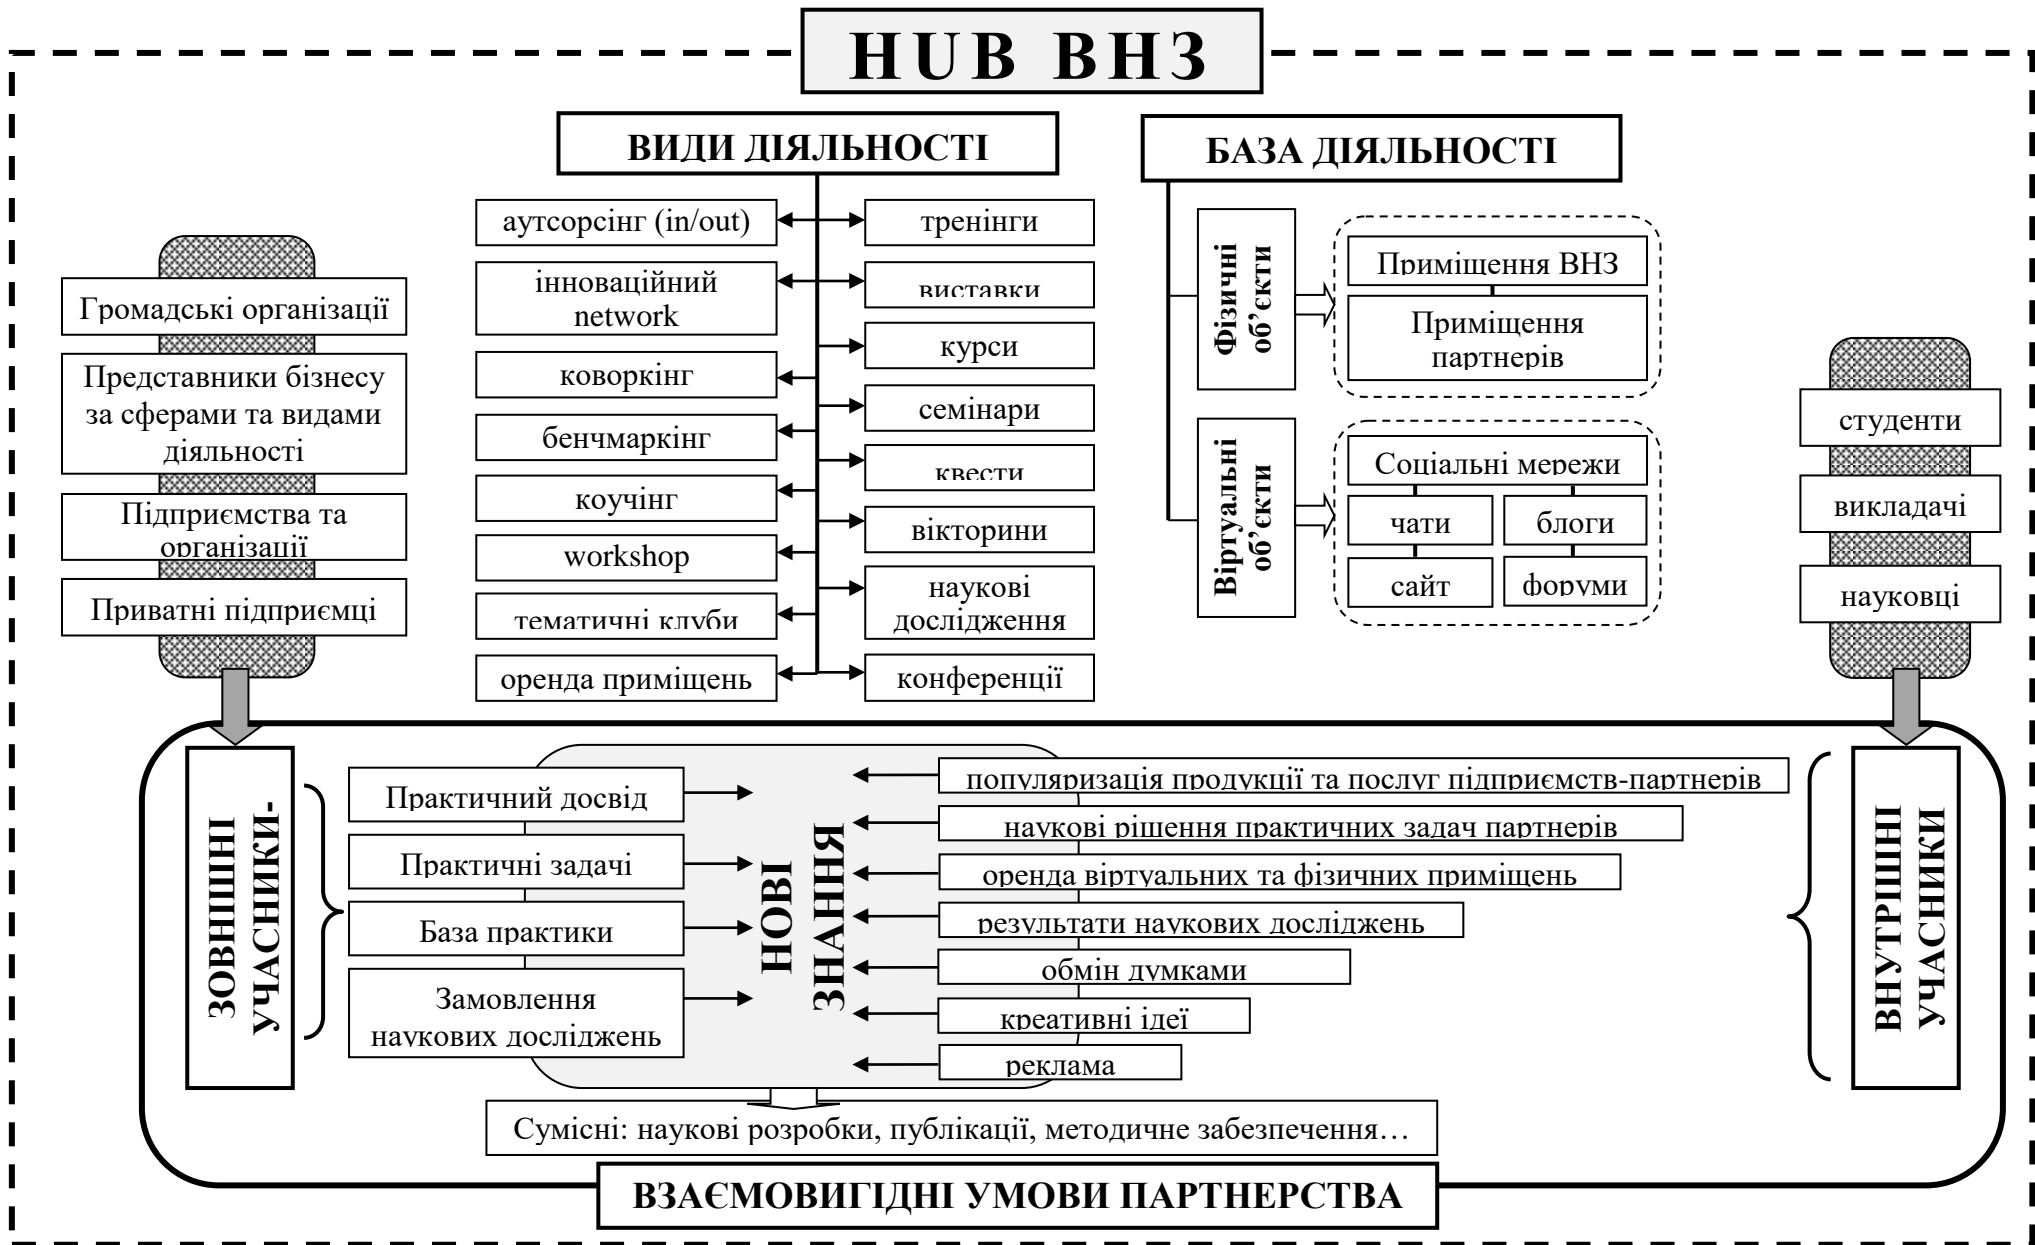 HUB ВНЗ
ВИДИ ДІЯЛЬНОСТІ
аутсорсінг (in/out)
інноваційний
network
коворкінг
бенчмаркінг
коучінг
workshop
тематичні клуби
оренда приміщень
тренінги
виставки
курси
семінари
квести
вікторини
наукові
дослідження
конференції
БАЗА ДІЯЛЬНОСТІ
Фізичні
об’єкти
Приміщення ВНЗ
Приміщення
партнерів
Віртуальні
об’єкти
Соціальні мережи
чати
блоги
сайт
форуми
Громадські організації
Представники бізнесу
за сферами та видами
діяльності
Підприємства та
організації
Приватні підприємці
студенти
викладачі
науковці
ЗОВНІШНІ
УЧАСНИКИ-
Практичний досвід
Практичні задачі
База практики
Замовлення
наукових досліджень
НОВІ
ЗНАННЯ
популяризація продукції та послуг підприємств-партнерів
наукові рішення практичних задач партнерів
оренда віртуальних та фізичних приміщень
результати наукових досліджень
обмін думками
креативні ідеї
реклама
ВНУТРІШНІ
УЧАСНИКИ
Сумісні: наукові розробки, публікації, методичне забезпечення…
ВЗАЄМОВИГІДНІ УМОВИ ПАРТНЕРСТВА